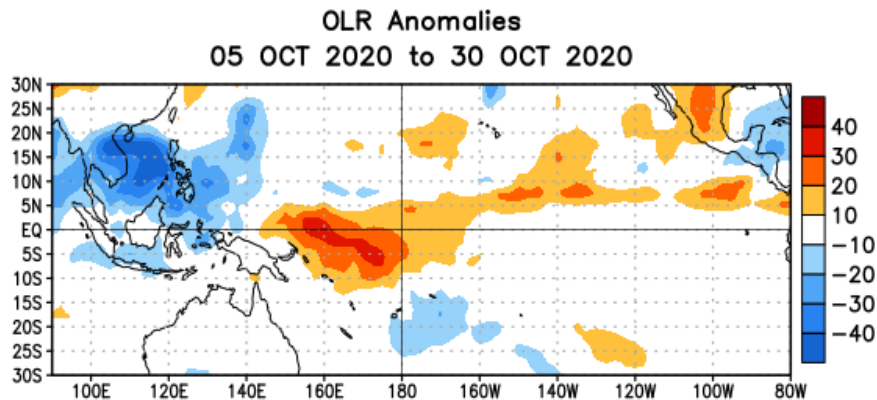 OLR Anomalies
05 OCT 2020 to 30 OCT 2020
30N
25N
20N
15N
10N
5N
EQ
5S
10S
15S
20S
25S
30S
100E 120E 140E 160E 180 160W 140W 120W 100W 80W
40
30
20
10
−10
−20
−30
−40